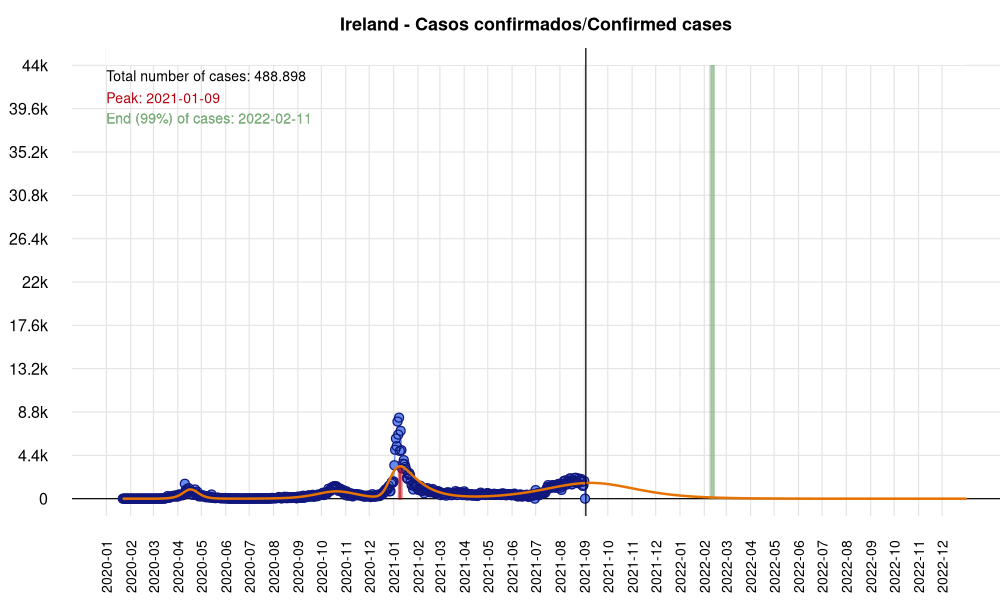 Ireland - Casos confirmados/Confirmed cases
44k
Total number of cases: 488.898
Peak: 2021-01-09
39.6k
End (99%) of cases: 2022-02-11
35.2k
30.8k
26.4k
22k
17.6k
13.2k
8.8k
4.4k
0
2020-01
2020-02
2020-03
2020-04
2020-05
2020-06
2020-07
2020-08
2020-09
2020-10
2020-11
2020-12
2021-01
2021-02
2021-03
2021-04
2021-05
2021-06
2021-07
2021-08
2021-09
2021-10
2021-11
2021-12
2022-01
2022-02
2022-03
2022-04
2022-05
2022-06
2022-07
2022-08
2022-09
2022-10
2022-11
2022-12